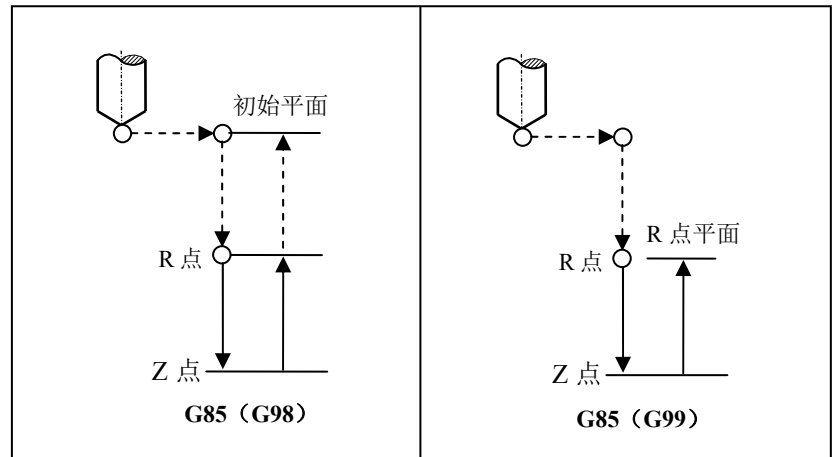 初始平面
R 点
Z 点
G85（G98）
R 点平面
R 点
Z 点
G85（G99）